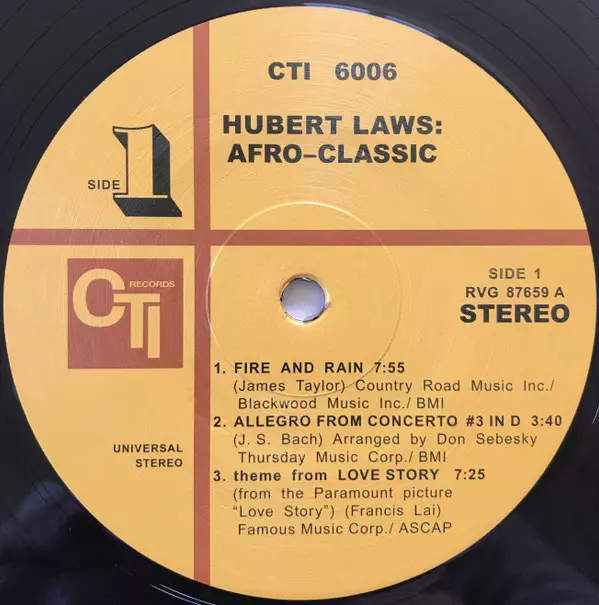 CTI 6006
HUBERT LAWS:
AFRO–CLASSIC
SIDE 1
CTI RECORDS
SIDE 1
RVG 87659 A
STEREO
1. FIRE AND RAIN 7:55
(James Taylor) Country Road Music Inc./
Blackwood Music Inc./ BMI
2. ALLEGRO FROM CONCERTO #3 IN D 3:40
(J. S. Bach) Arranged by Don Sebesky
Thursday Music Corp./ BMI
3. theme from LOVE STORY 7:25
(from the Paramount picture
“Love Story”) (Francis Lai)
Famous Music Corp./ ASCAP
UNIVERSAL
STEREO